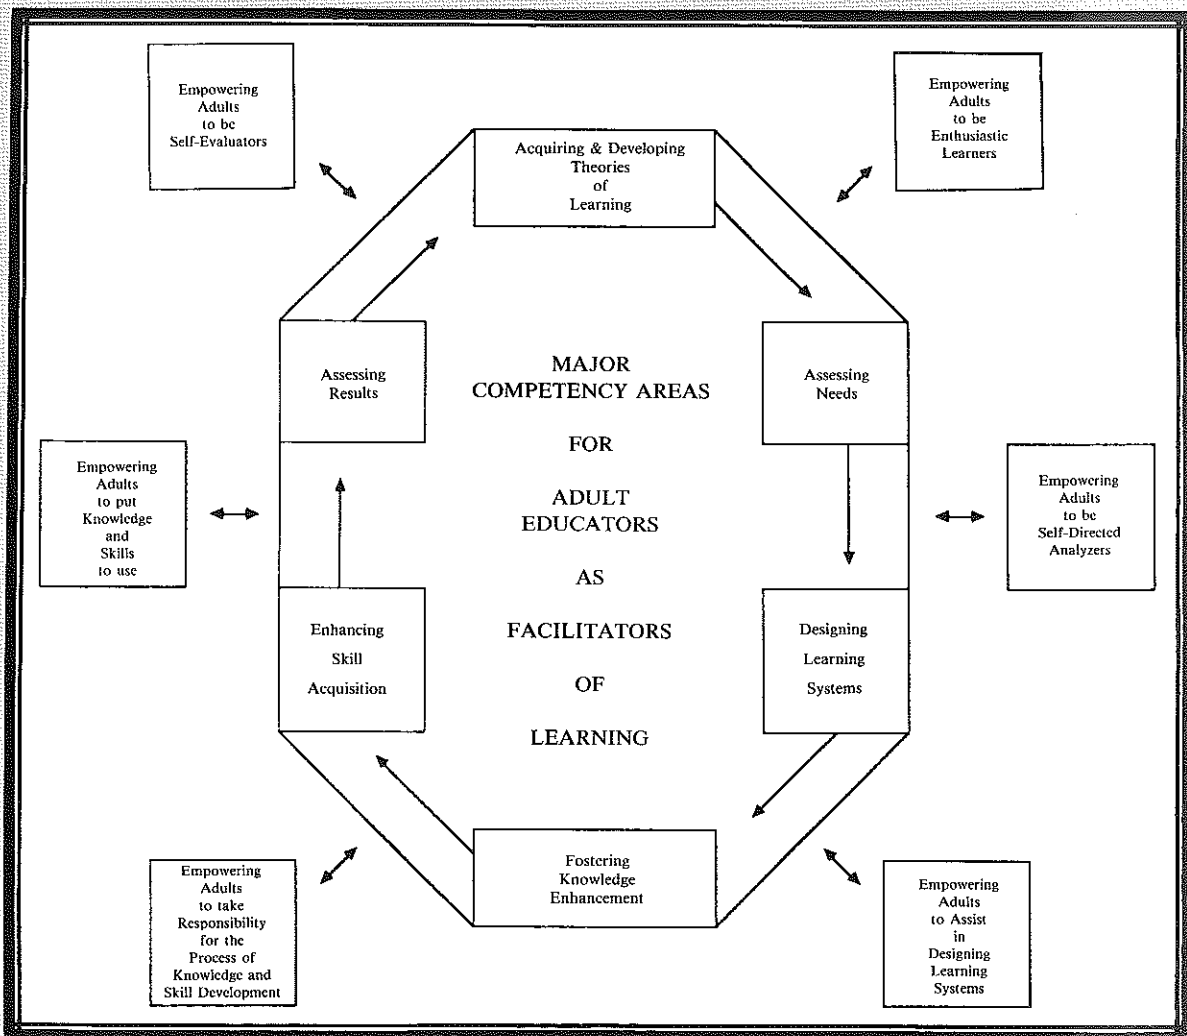 Empowering
Adults
to be
Self-Evaluators
Empowering
Adults
to be
Enthusiastic
Learners
Acquiring & Developing
Theories
of
Learning
Assessing
Results
MAJOR
COMPETENCY AREAS
FOR
ADULT
EDUCATORS
AS
FACILITATORS
OF
LEARNING
Assessing
Needs
Empowering
Adults
to put
Knowledge
and
Skills
to use
Empowering
Adults
to be
Self-Directed
Analyzers
Enhancing
Skill
Acquisition
Designing
Learning
Systems
Fostering
Knowledge
Enhancement
Empowering
Adults
to take
Responsibility
for the
Process of
Knowledge and
Skill Development
Empowering
Adults
to Assist
in
Designing
Learning
Systems